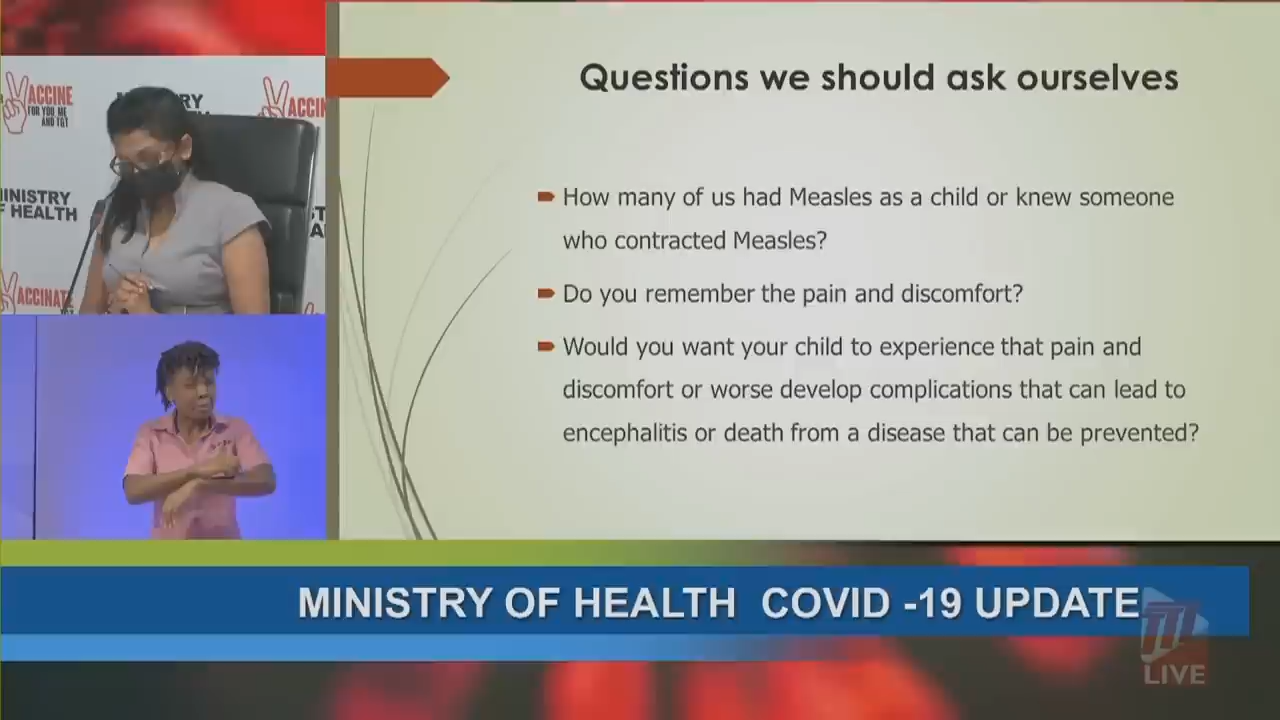 Questions we should ask ourselves
How many of us had Measles as a child or knew someone
who contracted Measles?
Do you remember the pain and discomfort?
Would you want your child to experience that pain and
discomfort or worse develop complications that can lead to
encephalitis or death from a disease that can be prevented?
VACCINE
FOR YOU ME
AND T&T
MINISTRY
OF HEALTH
VACCINATE
MINISTRY OF HEALTH COVID -19 UPDATE
TTT
LIVE